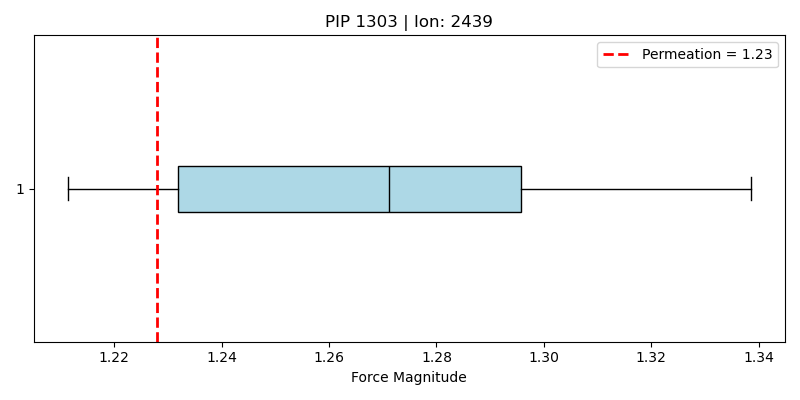 PIP 1303 | Ion: 2439
Permeation = 1.23
1
1.22 1.24 1.26 1.28 1.30 1.32 1.34
Force Magnitude